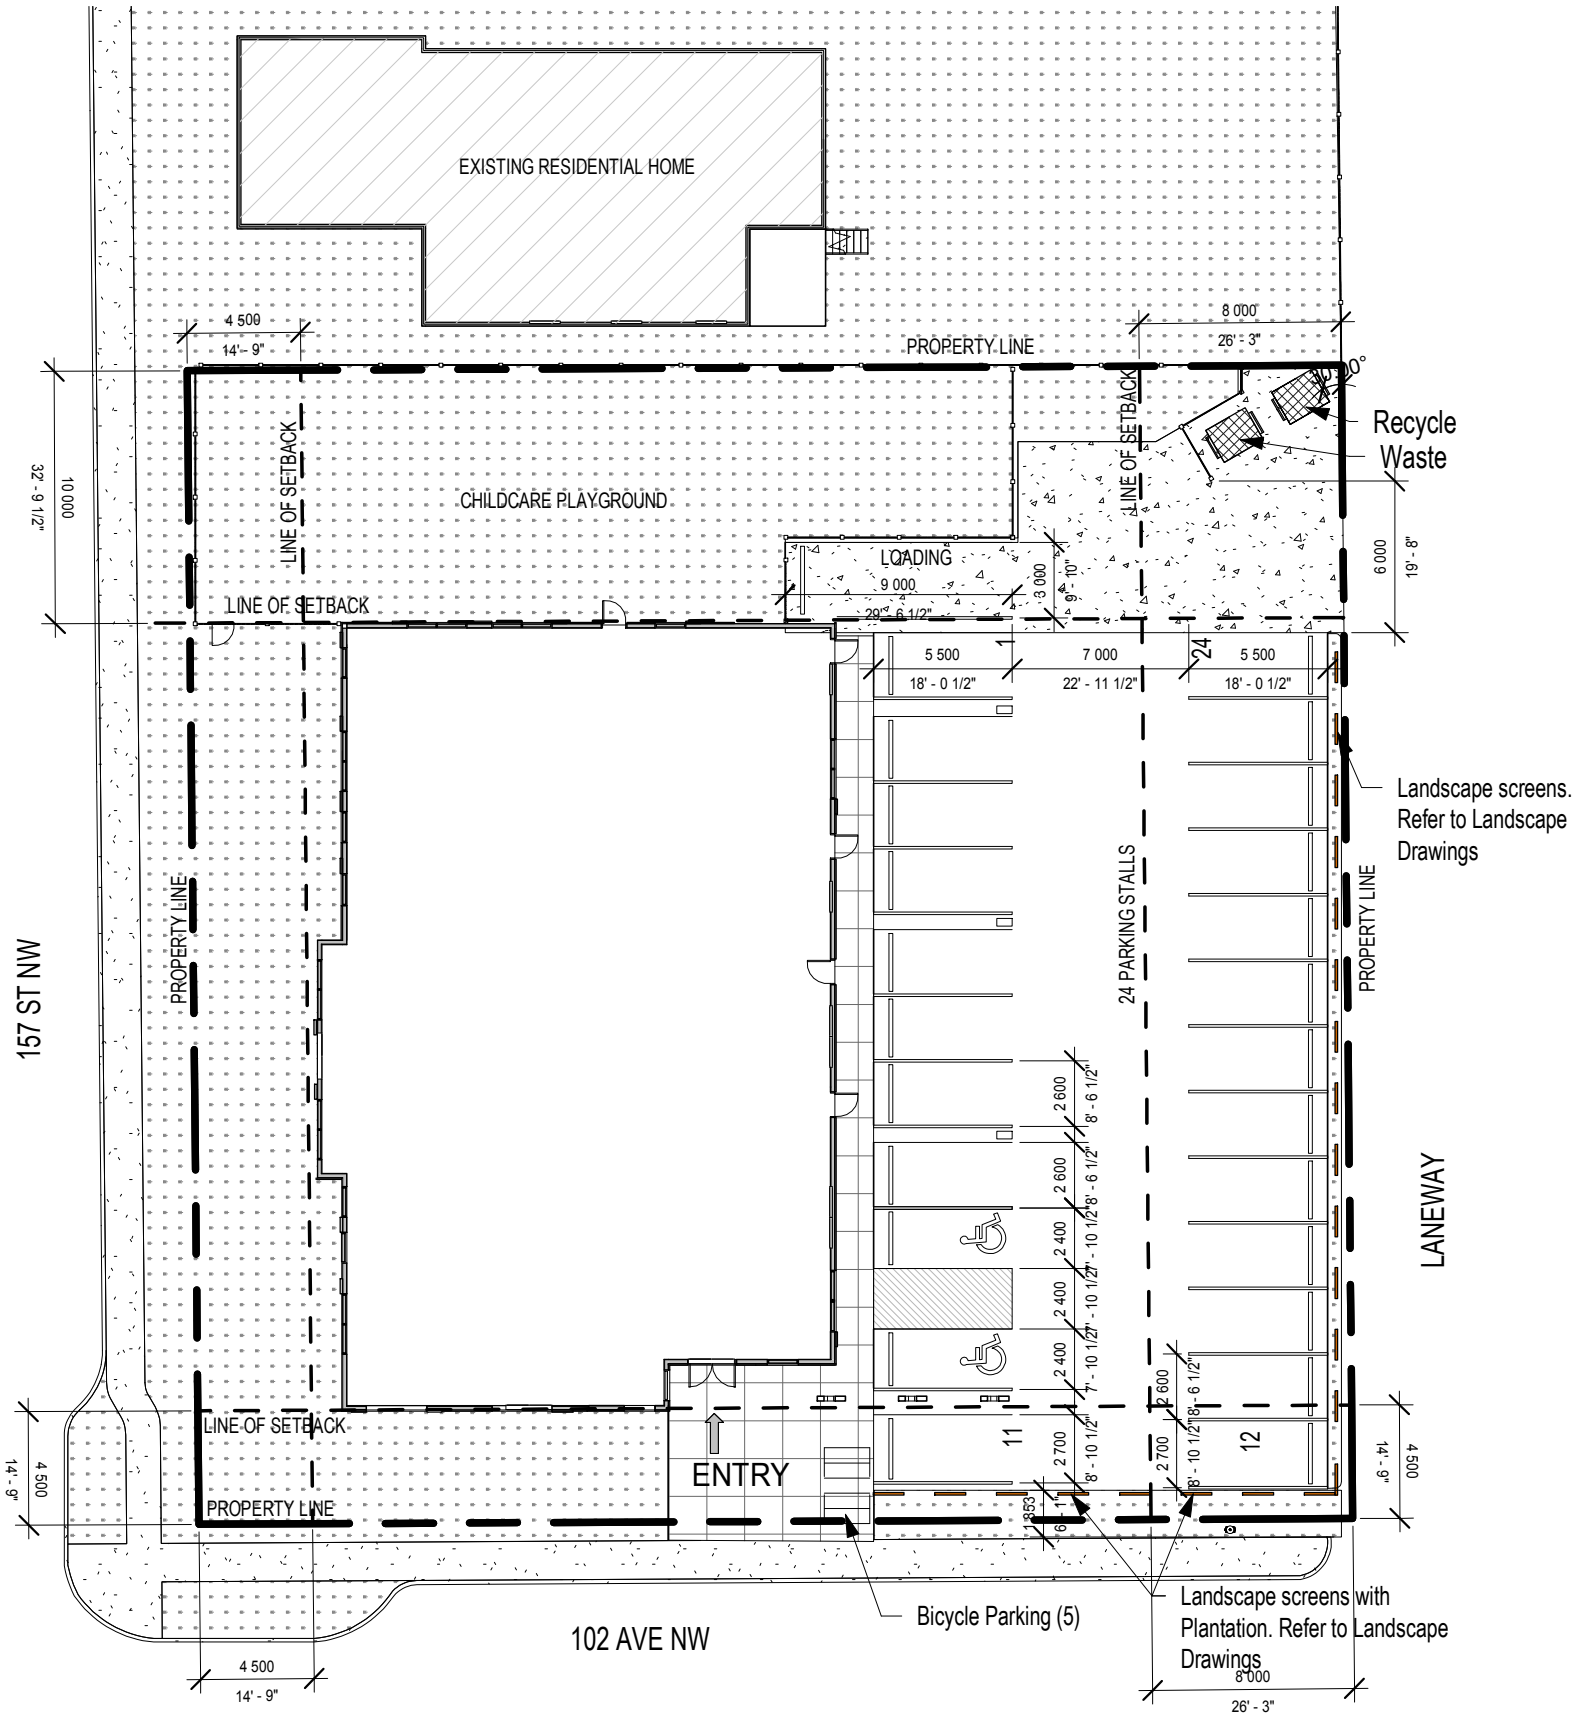 EXISTING RESIDENTIAL HOME
4 500
14' - 9"
8 000
26' - 3"
PROPERTY LINE
Recycle
Waste
LINE OF SETBACK
LINE OF SETBACK
10 000
32' - 9 1/2"
CHILDCARE PLAYGROUND
LOADING
9 000
29' - 6 1/2"
3 000
9' - 10"
6 000
19' - 8"
LINE OF SETBACK
1
24
5 500
18' - 0 1/2"
7 000
22' - 11 1/2"
5 500
18' - 0 1/2"
Landscape screens.
Refer to Landscape
Drawings
PROPERTY LINE
24 PARKING STALLS
PROPERTY LINE
157 ST NW
LANEWAY
2 600
8' - 6 1/2"
2 600
8' - 6 1/2"
2 400
7' - 10 1/2"
2 400
7' - 10 1/2"
2 400
7' - 10 1/2"
2 600
8' - 6 1/2"
2 700
8' - 10 1/2"
2 700
8' - 10 1/2"
11
12
LINE OF SETBACK
4 500
14' - 9"
4 500
14' - 9"
ENTRY
PROPERTY LINE
1 853
6' - 1"
Bicycle Parking (5)
Landscape screens with
Plantation. Refer to Landscape
Drawings
102 AVE NW
4 500
14' - 9"
8 000
26' - 3"